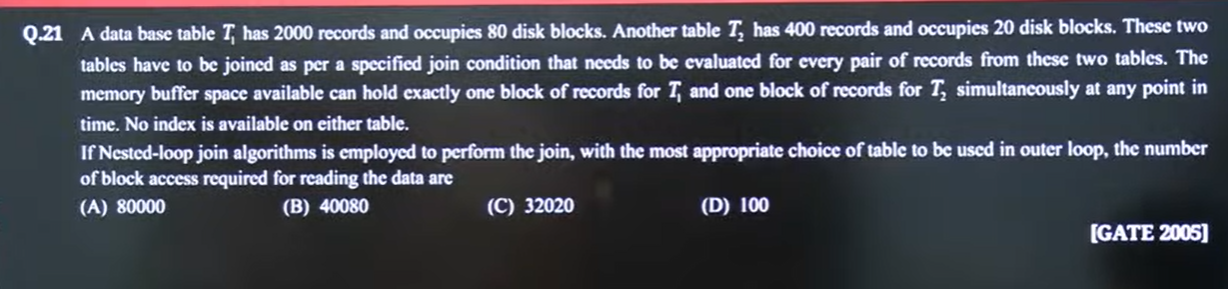 Q.21 A data base table T₁ has 2000 records and occupies 80 disk blocks. Another table T₂ has 400 records and occupies 20 disk blocks. These two
tables have to be joined as per a specified join condition that needs to be evaluated for every pair of records from these two tables. The
memory buffer space available can hold exactly one block of records for T₁ and one block of records for T₂ simultaneously at any point in
time. No index is available on either table.
If Nested-loop join algorithms is employed to perform the join, with the most appropriate choice of table to be used in outer loop, the number
of block access required for reading the data are
(A) 80000 (B) 40080 (C) 32020 (D) 100
[GATE 2005]